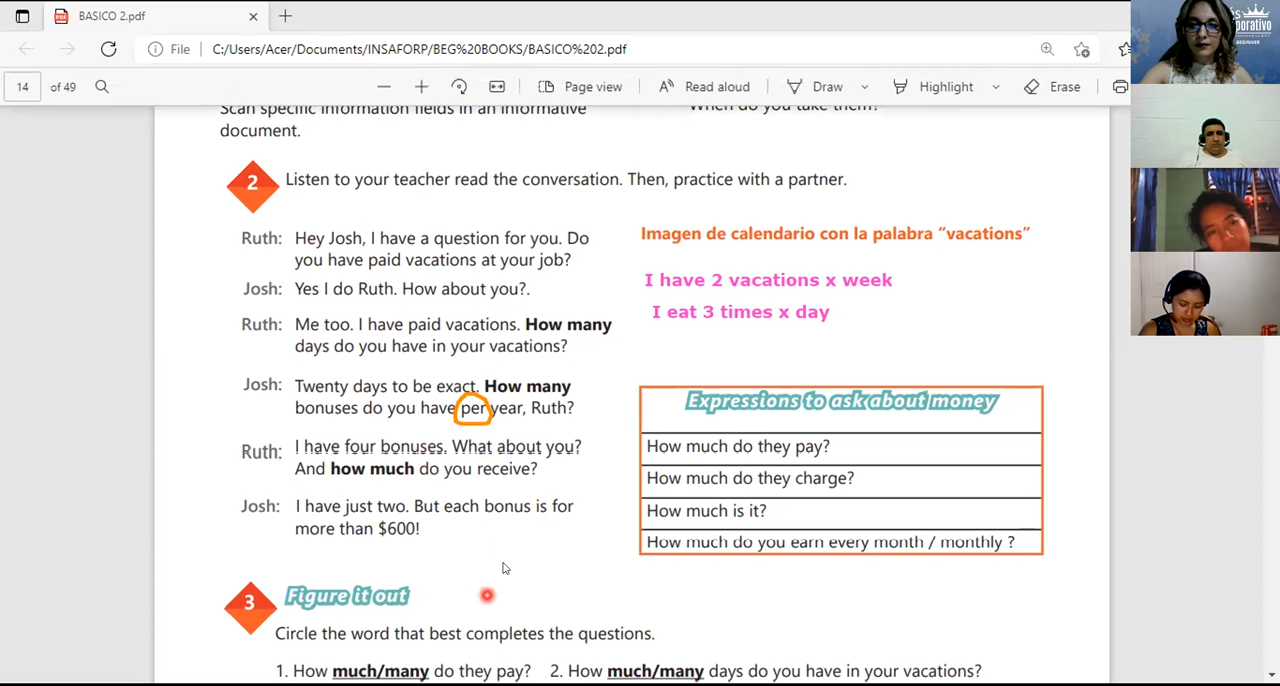 BASICO 2.pdf
File C:/Users/Acer/Documents/INSAFORP/BEG%20BOOKS/BASICO%202.pdf
14 of 49 Page view Read aloud Draw Highlight Erase
Scan specific information fields in an informative
document.
When do you take them?
2 Listen to your teacher read the conversation. Then, practice with a partner.
Ruth: Hey Josh, I have a question for you. Do
you have paid vacations at your job?
Josh: Yes I do Ruth. How about you?.
Ruth: Me too. I have paid vacations. How many
days do you have in your vacations?
Josh: Twenty days to be exact. How many
bonuses do you have per year, Ruth?
Ruth: I have four bonuses. What about you?
And how much do you receive?
Josh: I have just two. But each bonus is for
more than $600!
Imagen de calendario con la palabra “vacations”
I have 2 vacations x week
I eat 3 times x day
Expressions to ask about money
How much do they pay?
How much do they charge?
How much is it?
How much do you earn every month / monthly ?
3 Figure it out
Circle the word that best completes the questions.
1. How much/many do they pay? 2. How much/many days do you have in your vacations?
BEGINNER